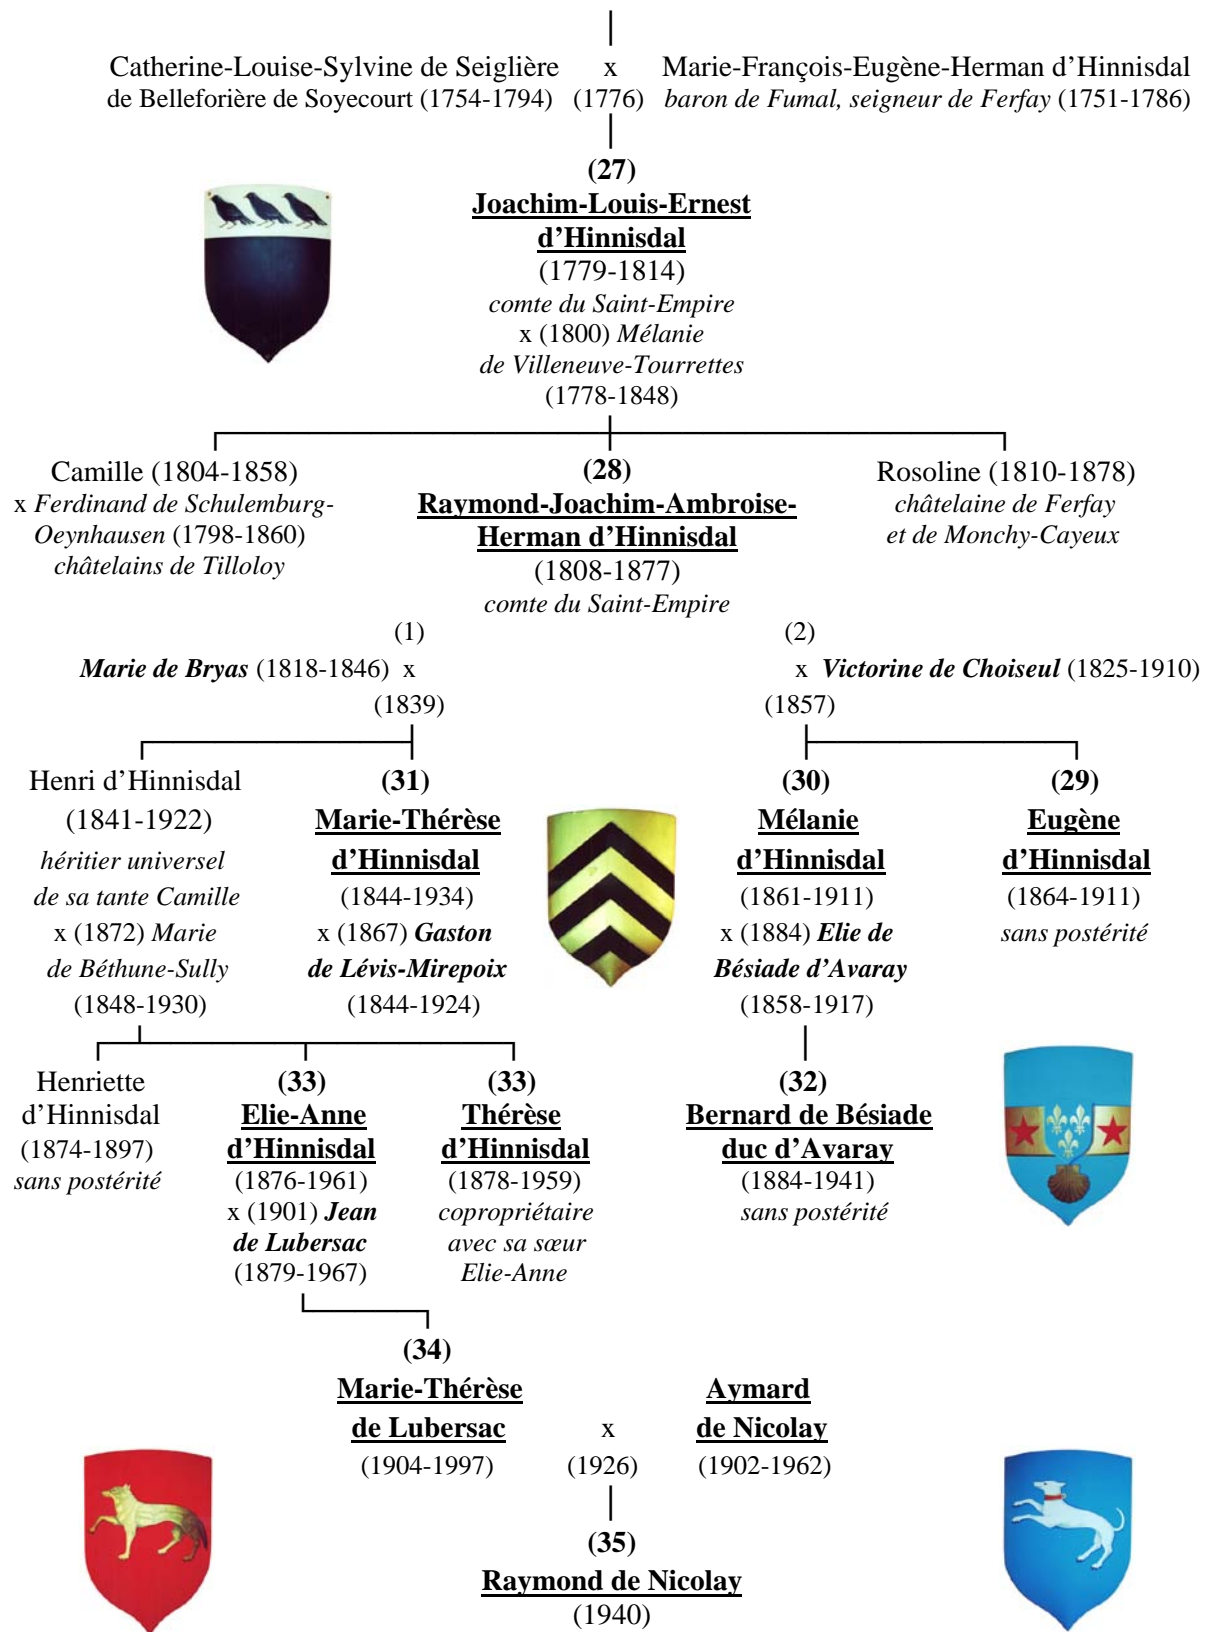 Catherine-Louise-Sylvine de Seiglière x Marie-François-Eugène-Herman d’Hinnisdal
de Belleforière de Soyecourt (1754-1794) (1776) baron de Fumal, seigneur de Ferfay (1751-1786)
(27)
Joachim-Louis-Ernest
d’Hinnisdal
(1779-1814)
comte du Saint-Empire
x (1800) Mélanie
de Villeneuve-Tourrettes
(1778-1848)
Camille (1804-1858)
x Ferdinand de Schulemburg-
Oeynhausen (1798-1860)
châtelains de Tilloloy
(28)
Raymond-Joachim-Ambroise-
Herman d’Hinnisdal
(1808-1877)
comte du Saint-Empire
Rosoline (1810-1878)
châtelaine de Ferfay
et de Monchy-Cayeux
(1) (2)
Marie de Bryas (1818-1846) x x Victorine de Choiseul (1825-1910)
(1839) (1857)
Henri d’Hinnisdal
(1841-1922)
héritier universel
de sa tante Camille
x (1872) Marie
de Béthune-Sully
(1848-1930)
(31)
Marie-Thérèse
d’Hinnisdal
(1844-1934)
x (1867) Gaston
de Lévis-Mirepoix
(1844-1924)
(30)
Mélanie
d’Hinnisdal
(1861-1911)
x (1884) Elie de
Bésiade d’Avaray
(1858-1917)
(29)
Eugène
d’Hinnisdal
(1864-1911)
sans postérité
Henriette
d’Hinnisdal
(1874-1897)
sans postérité
(33)
Elie-Anne
d’Hinnisdal
(1876-1961)
x (1901) Jean
de Lubersac
(1879-1967)
(33)
Thérèse
d’Hinnisdal
(1878-1959)
copropriétaire
avec sa sœur
Elie-Anne
(32)
Bernard de Bésiade
duc d’Avaray
(1884-1941)
sans postérité
(34)
Marie-Thérèse Aymard
de Lubersac x de Nicolay
(1904-1997) (1926) (1902-1962)
(35)
Raymond de Nicolay
(1940)